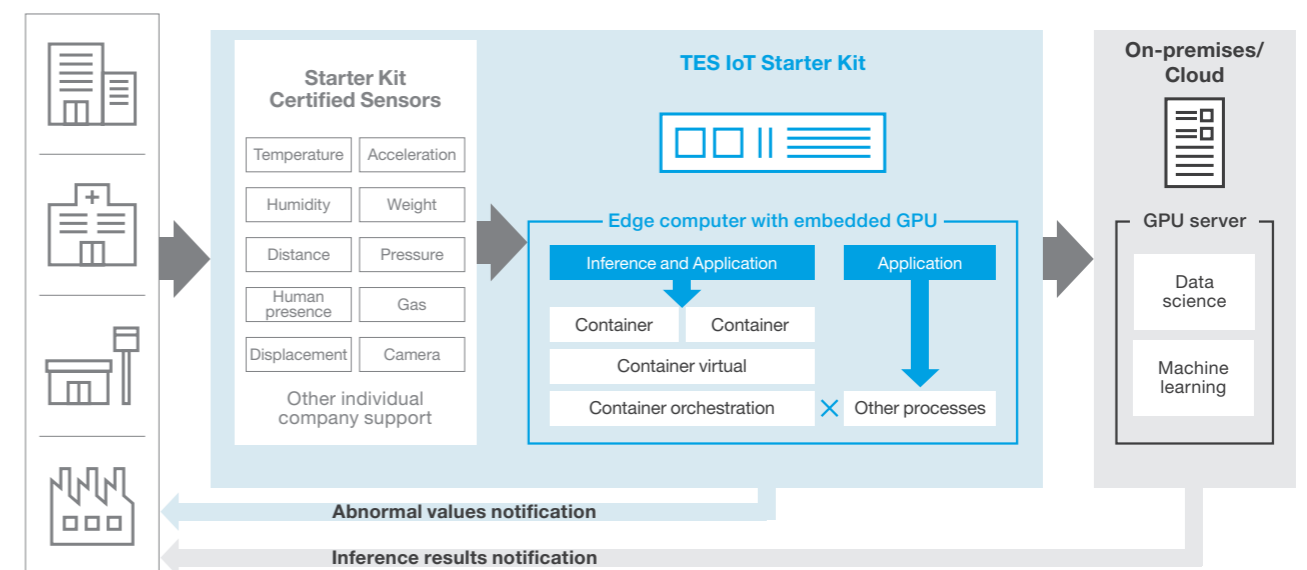 Starter Kit
Certified Sensors
Temperature
Acceleration
Humidity
Weight
Distance
Pressure
Human
presence
Gas
Displacement
Camera
Other individual
company support
TES IoT Starter Kit
Edge computer with embedded GPU
Inference and Application
Application
Container
Container
Container virtual
Container orchestration
Other processes
On-premises/
Cloud
GPU server
Data
science
Machine
learning
Abnormal values notification
Inference results notification